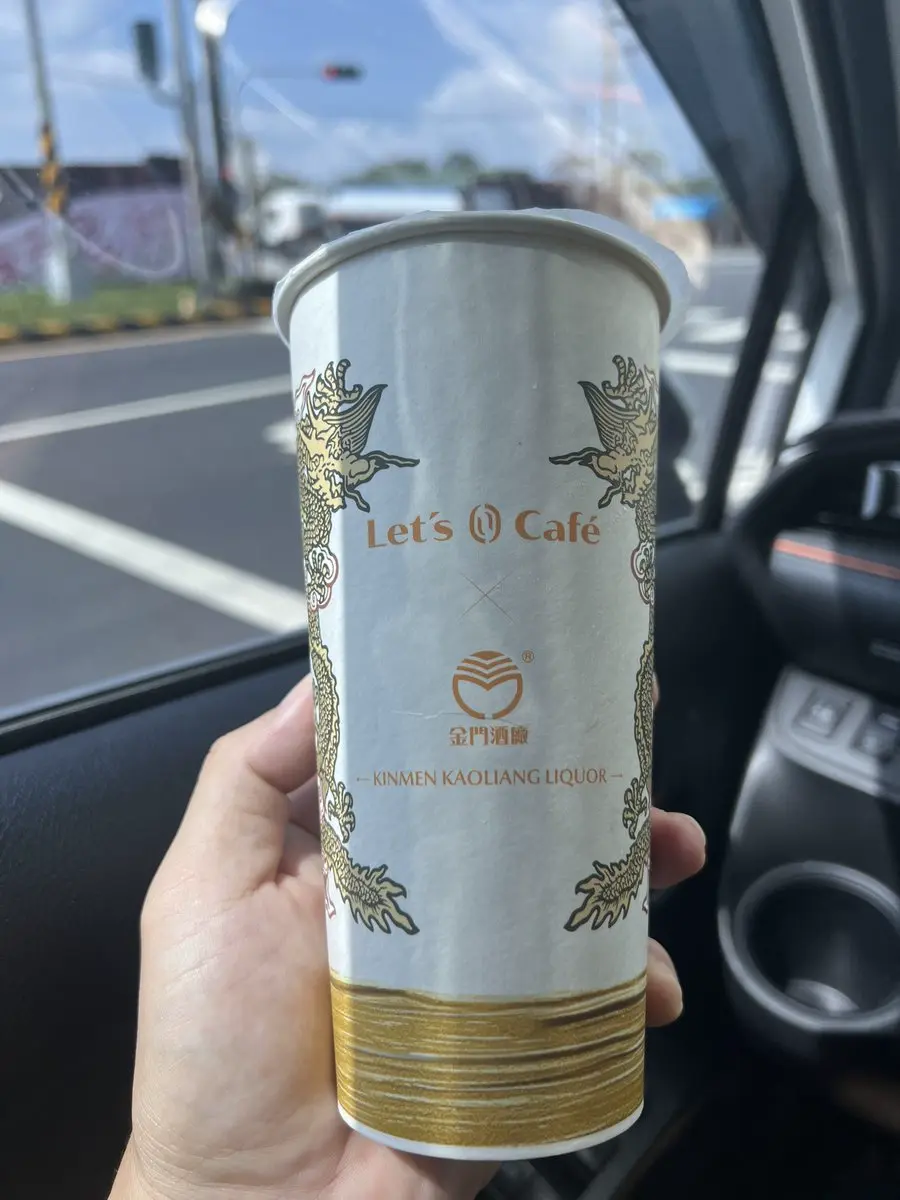 Let's Café
×
®
金門酒廠
KINMEN KAOLIANG LIQUOR